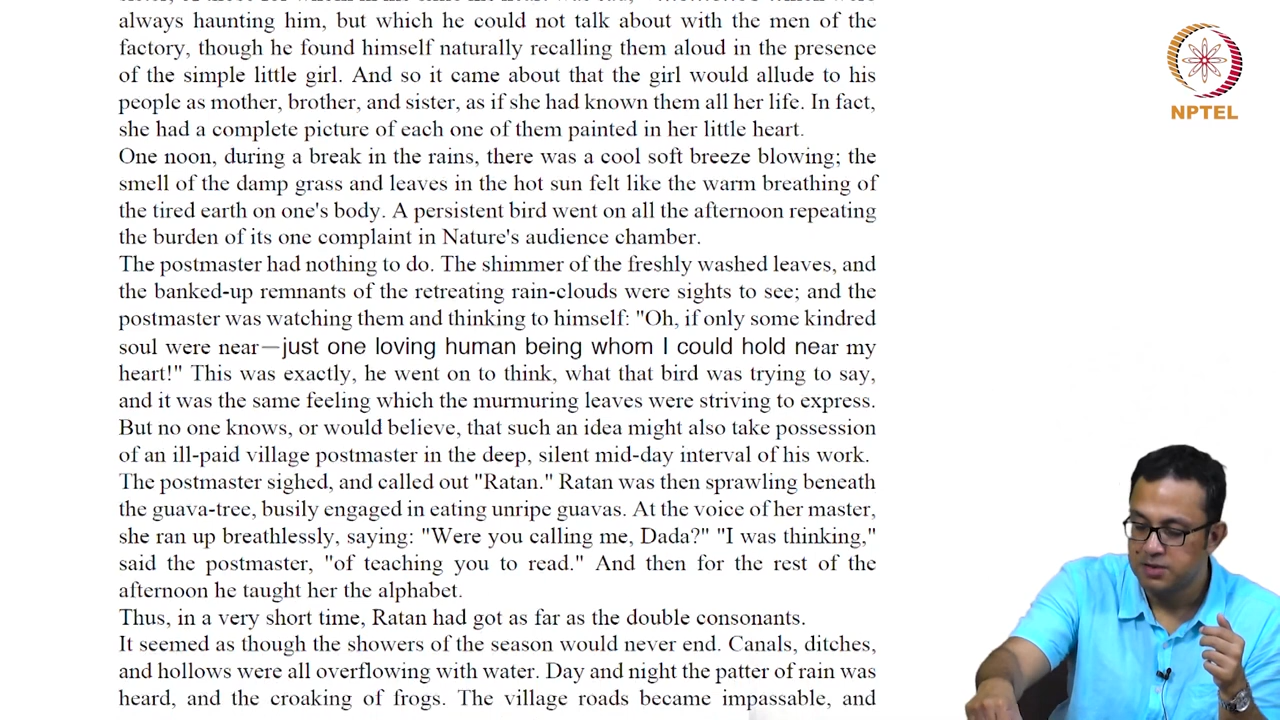 always haunting him, but which he could not talk about with the men of the
factory, though he found himself naturally recalling them aloud in the presence
of the simple little girl. And so it came about that the girl would allude to his
people as mother, brother, and sister, as if she had known them all her life. In fact,
she had a complete picture of each one of them painted in her little heart.
One noon, during a break in the rains, there was a cool soft breeze blowing; the
smell of the damp grass and leaves in the hot sun felt like the warm breathing of
the tired earth on one's body. A persistent bird went on all the afternoon repeating
the burden of its one complaint in Nature's audience chamber.
The postmaster had nothing to do. The shimmer of the freshly washed leaves, and
the banked-up remnants of the retreating rain-clouds were sights to see; and the
postmaster was watching them and thinking to himself: "Oh, if only some kindred
soul were near—just one loving human being whom I could hold near my
heart!" This was exactly, he went on to think, what that bird was trying to say,
and it was the same feeling which the murmuring leaves were striving to express.
But no one knows, or would believe, that such an idea might also take possession
of an ill-paid village postmaster in the deep, silent mid-day interval of his work.
The postmaster sighed, and called out "Ratan." Ratan was then sprawling beneath
the guava-tree, busily engaged in eating unripe guavas. At the voice of her master,
she ran up breathlessly, saying: "Were you calling me, Dada?" "I was thinking,"
said the postmaster, "of teaching you to read." And then for the rest of the
afternoon he taught her the alphabet.
Thus, in a very short time, Ratan had got as far as the double consonants.
It seemed as though the showers of the season would never end. Canals, ditches,
and hollows were all overflowing with water. Day and night the patter of rain was
heard, and the croaking of frogs. The village roads became impassable, and
NPTEL